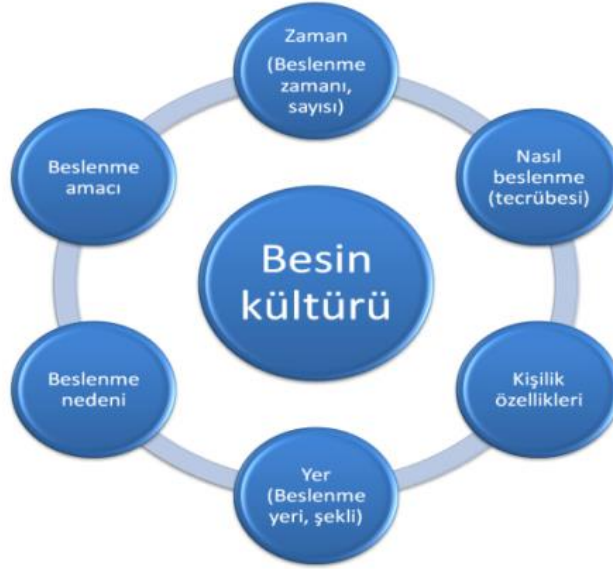 Zaman
(Beslenme
zamanı,
sayısı)
Nasıl
beslenme
(tecrübesi)
Kişilik
özellikleri
Yer
(Beslenme
yeri, şekli)
Beslenme
nedeni
Beslenme
amacı
Besin
kültürü